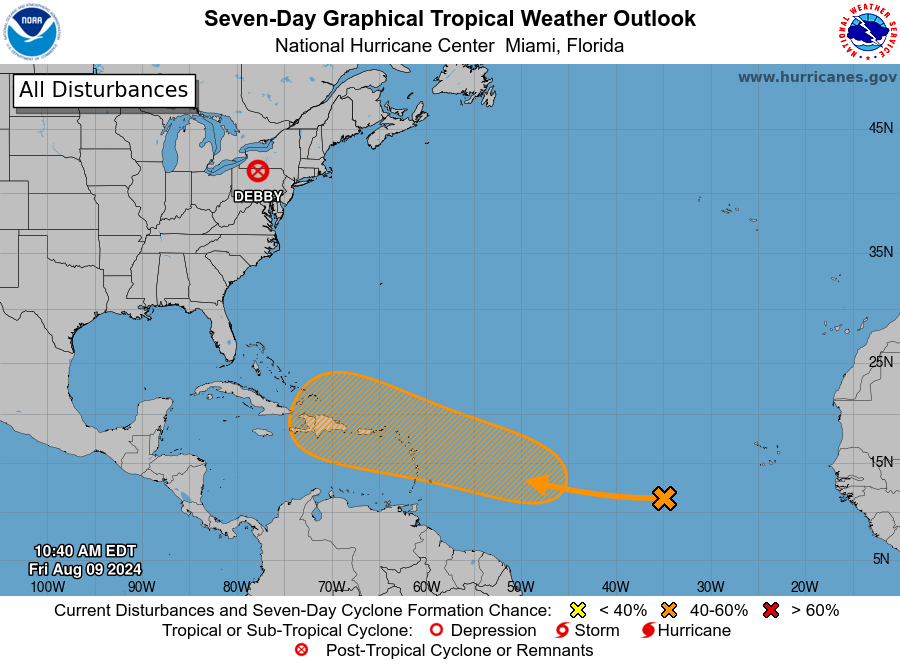 Seven-Day Graphical Tropical Weather Outlook
National Hurricane Center  Miami, Florida
NOAA
NATIONAL WEATHER SERVICE
www.hurricanes.gov
All Disturbances
45N
DEBBY
35N
25N
15N
5N
10:40 AM EDT
Fri Aug 09 2024
100W 90W 80W 70W 60W 50W 40W 30W 20W
Current Disturbances and Seven-Day Cyclone Formation Chance: < 40% 40-60% > 60%
Tropical or Sub-Tropical Cyclone: Depression Storm Hurricane
Post-Tropical Cyclone or Remnants